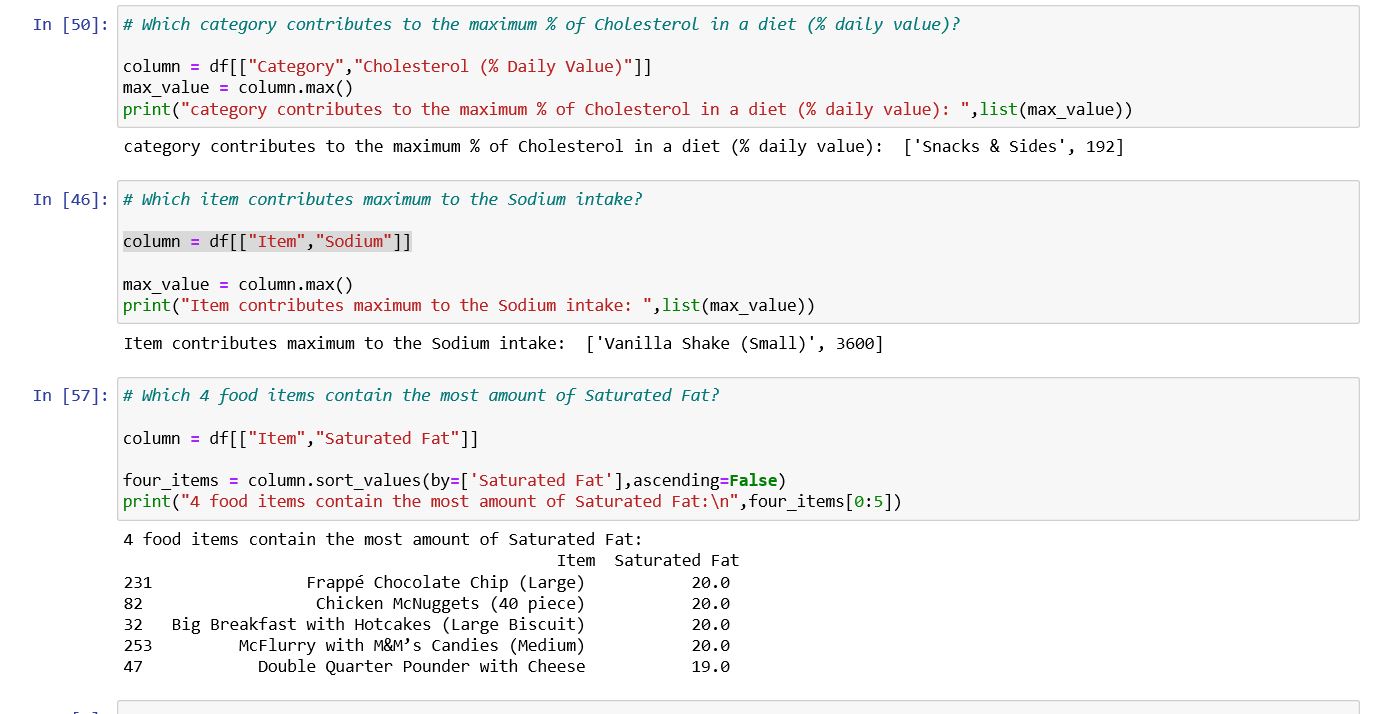 In [50]: # Which category contributes to the maximum % of Cholesterol in a diet (% daily value)?
column = df[["Category","Cholesterol (% Daily Value)"]]
max_value = column.max()
print("category contributes to the maximum % of Cholesterol in a diet (% daily value): ",list(max_value))
category contributes to the maximum % of Cholesterol in a diet (% daily value):  ['Snacks & Sides', 192]
In [46]: # Which item contributes maximum to the Sodium intake?
column = df[["Item","Sodium"]]
max_value = column.max()
print("Item contributes maximum to the Sodium intake: ",list(max_value))
Item contributes maximum to the Sodium intake:  ['Vanilla Shake (Small)', 3600]
In [57]: # Which 4 food items contain the most amount of Saturated Fat?
column = df[["Item","Saturated Fat"]]
four_items = column.sort_values(by=['Saturated Fat'],ascending=False)
print("4 food items contain the most amount of Saturated Fat:\n",four_items[0:5])
4 food items contain the most amount of Saturated Fat:
Item  Saturated Fat
231 Frappé Chocolate Chip (Large) 20.0
82 Chicken McNuggets (40 piece) 20.0
32 Big Breakfast with Hotcakes (Large Biscuit) 20.0
253 McFlurry with M&M’s Candies (Medium) 20.0
47 Double Quarter Pounder with Cheese 19.0